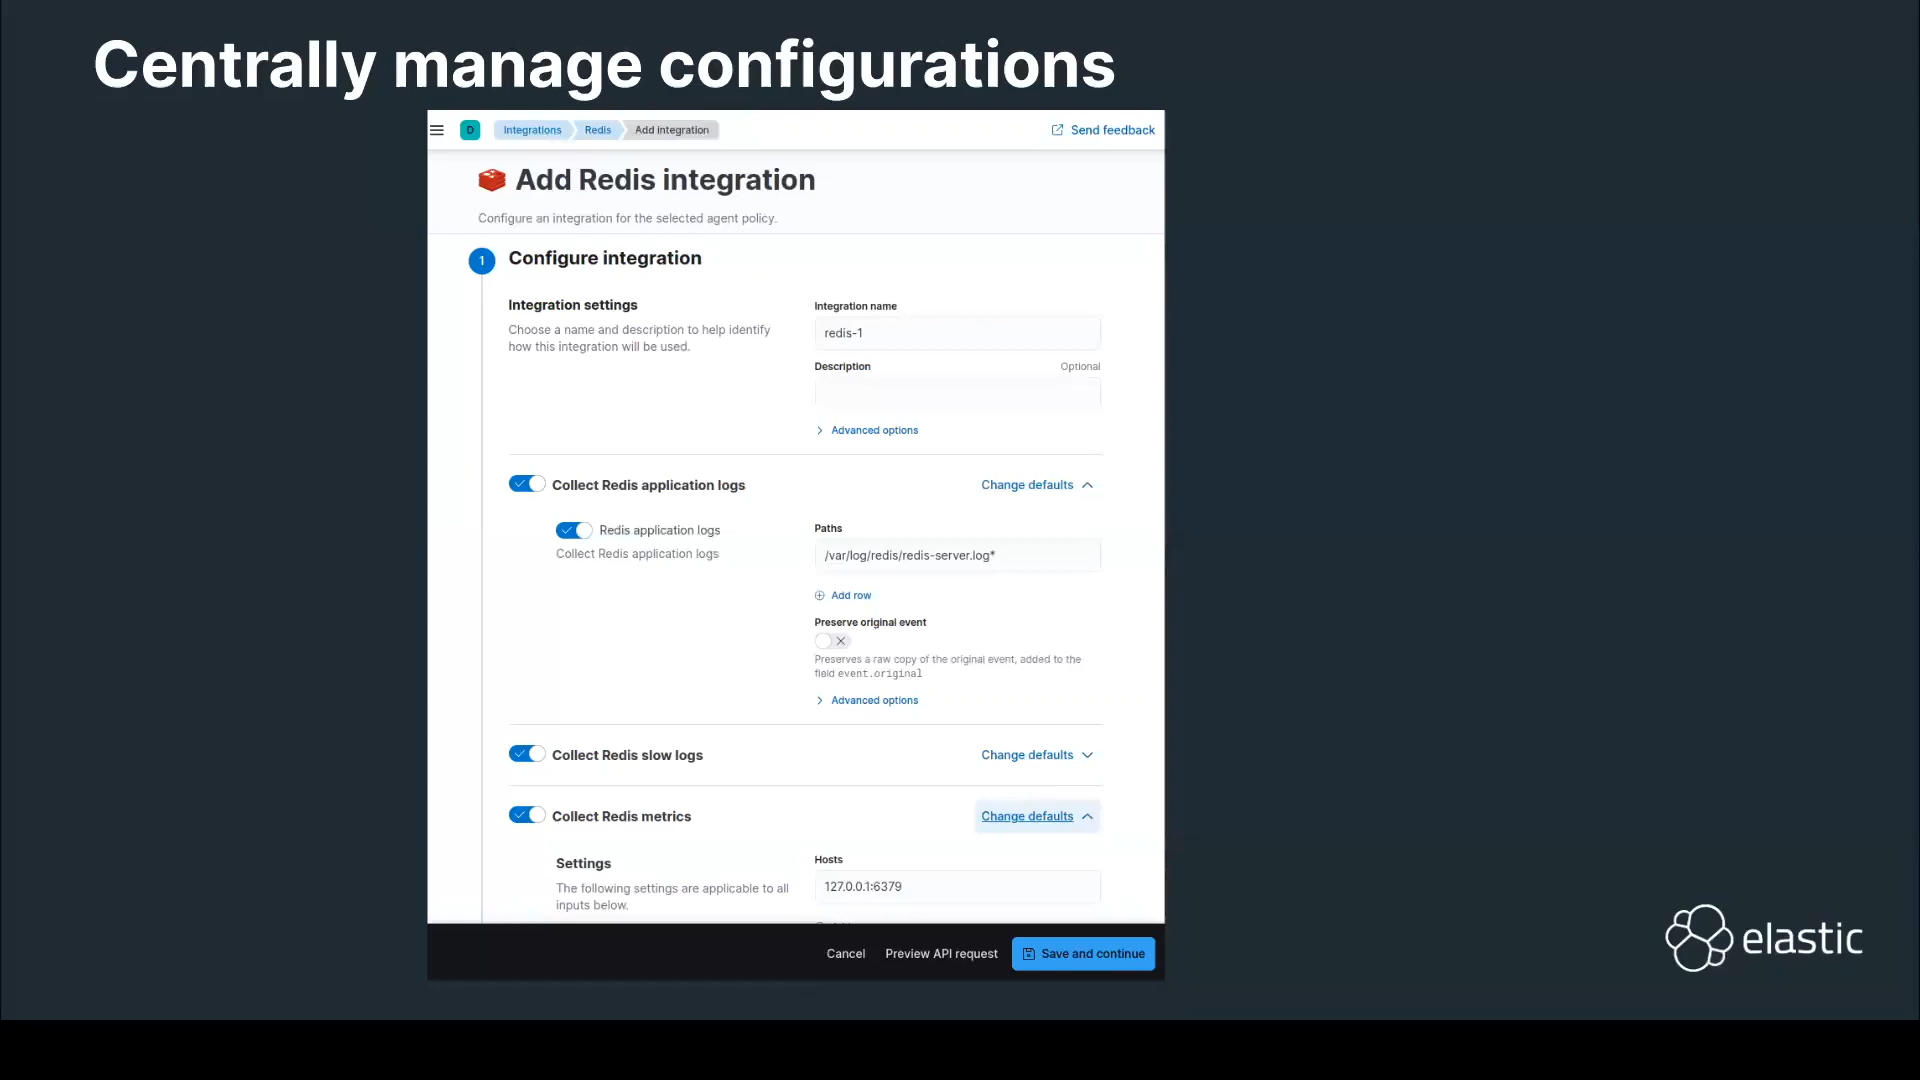 Centrally manage configurations
D Integrations Redis Add integration Send feedback
Add Redis integration
Configure an integration for the selected agent policy.
1 Configure integration
Integration settings
Choose a name and description to help identify
how this integration will be used.
Integration name
redis-1
Description Optional
Advanced options
Collect Redis application logs Change defaults
Redis application logs
Collect Redis application logs
Paths
/var/log/redis/redis-server.log*
Add row
Preserve original event
Preserves a raw copy of the original event, added to the
field event.original
Advanced options
Collect Redis slow logs Change defaults
Collect Redis metrics Change defaults
Settings
The following settings are applicable to all
inputs below.
Hosts
127.0.0.1:6379
Cancel Preview API request Save and continue
elastic